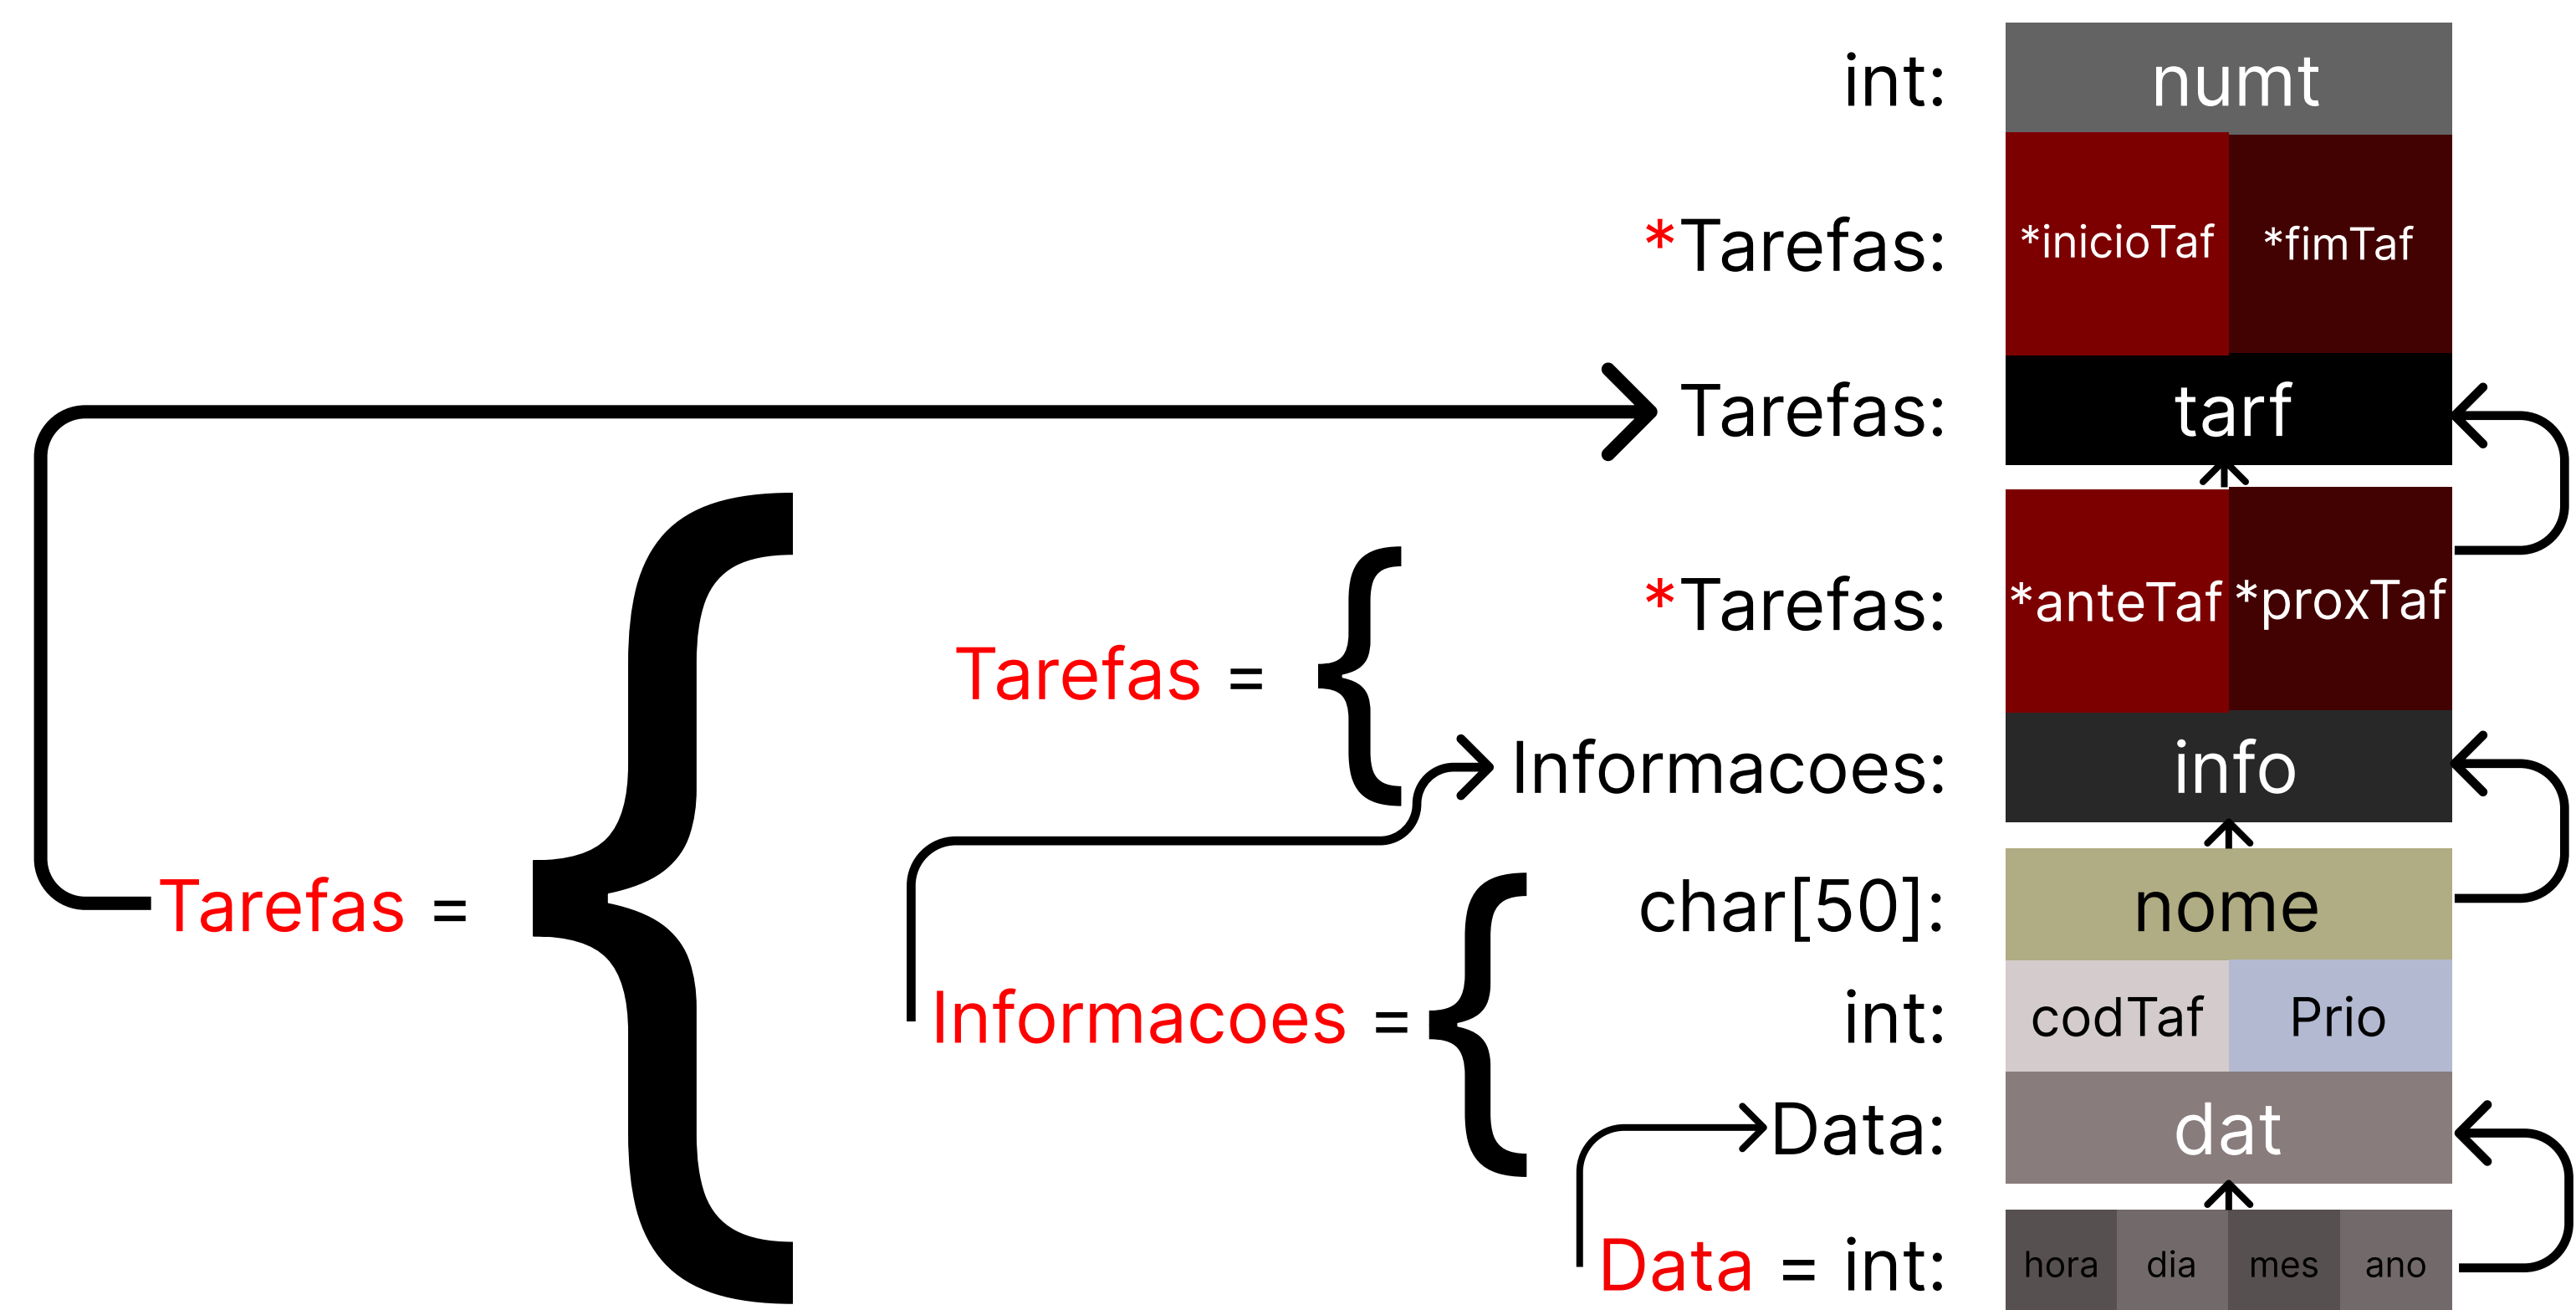 int: numt
*Tarefas: *inicioTaf *fimTaf
Tarefas: tarf
*Tarefas: *anteTaf *proxTaf
Tarefas = {
Informacoes: info
Tarefas = {
char[50]: nome
Informacoes = {
int: codTaf Prio
Data: dat
Data = int: hora dia mes ano